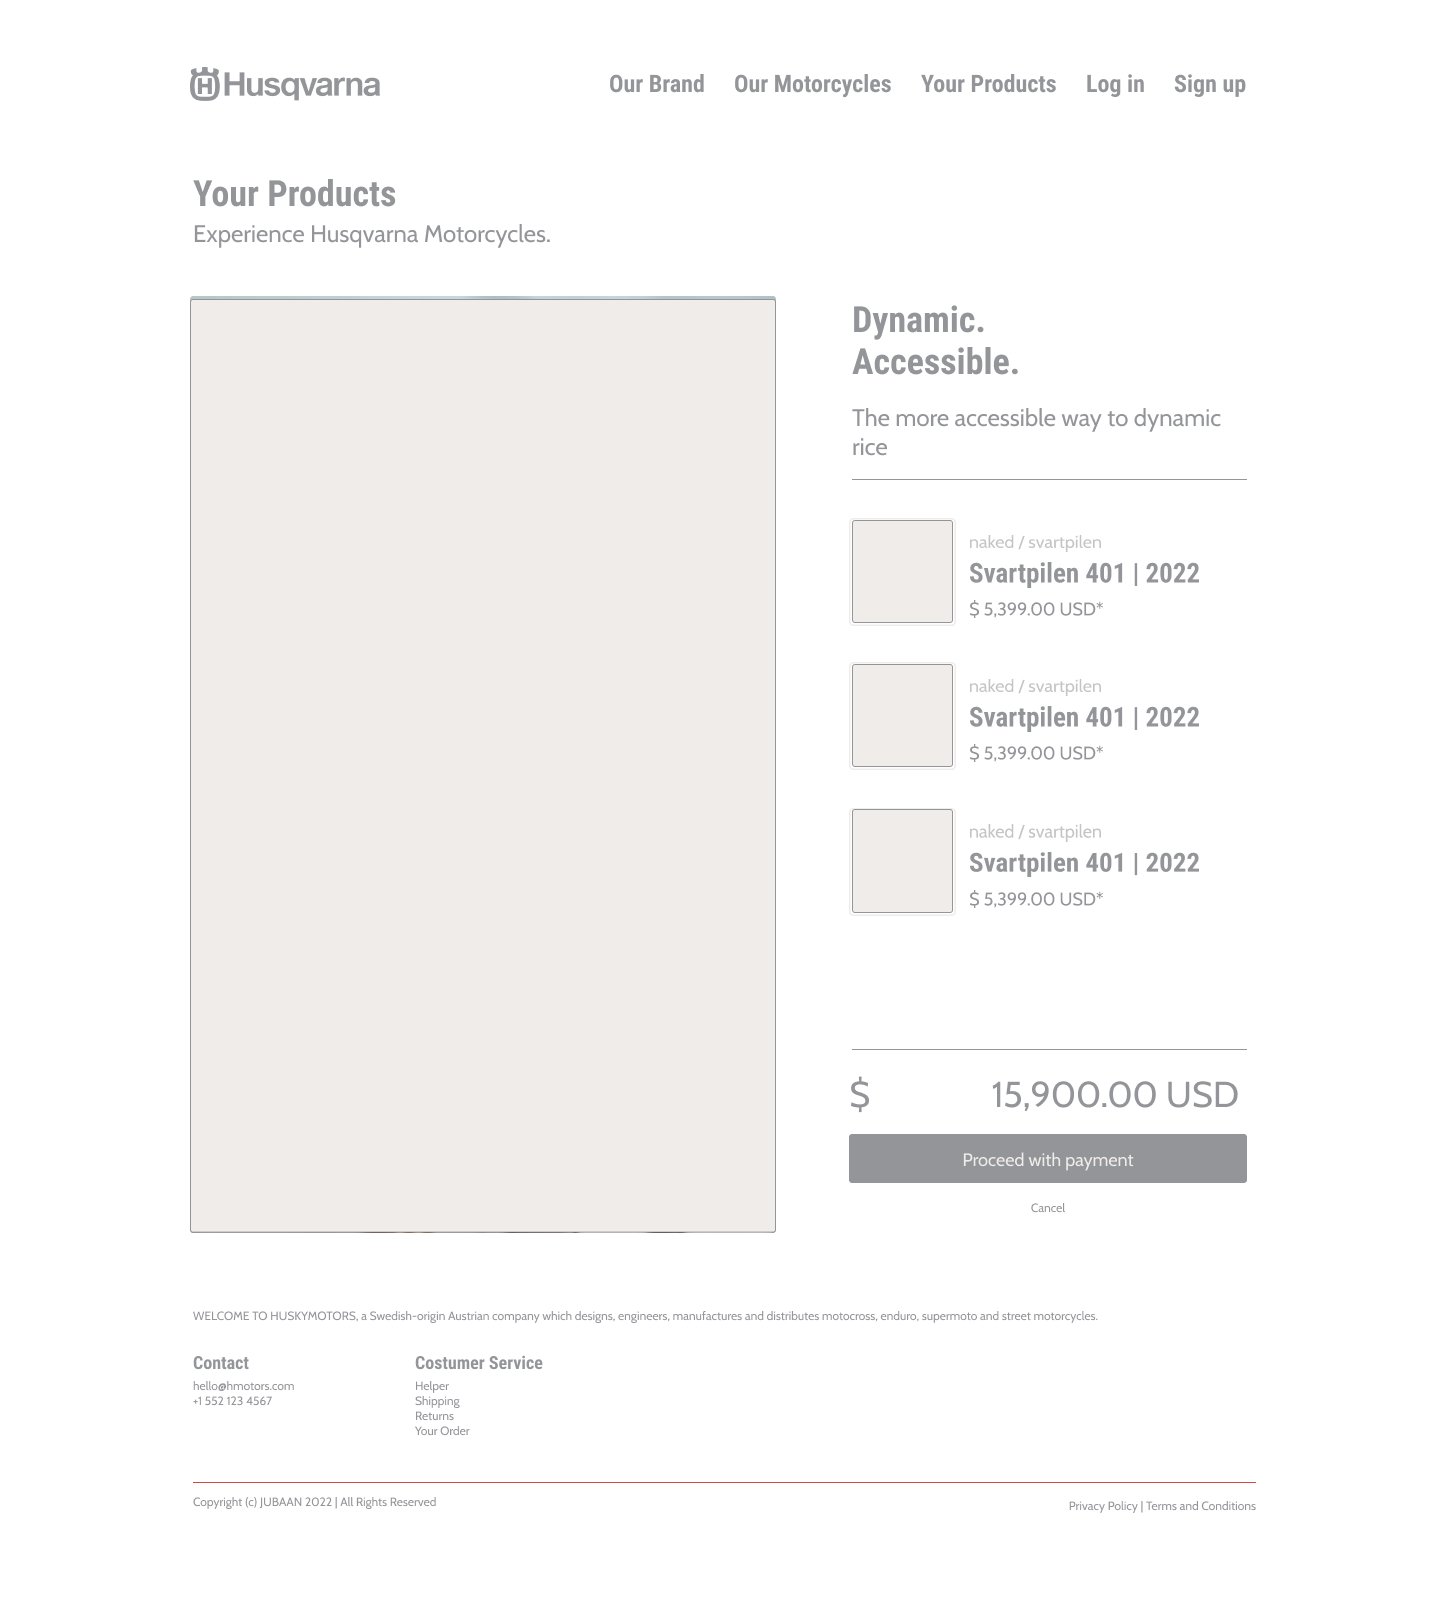 Husqvarna
Our Brand Our Motorcycles Your Products Log in Sign up
Your Products
Experience Husqvarna Motorcycles.
Dynamic.
Accessible.
The more accessible way to dynamic
rice
naked / svartpilen
Svartpilen 401 | 2022
$ 5,399.00 USD*
naked / svartpilen
Svartpilen 401 | 2022
$ 5,399.00 USD*
naked / svartpilen
Svartpilen 401 | 2022
$ 5,399.00 USD*
$ 15,900.00 USD
Proceed with payment
Cancel
WELCOME TO HUSKYMOTORS, a Swedish-origin Austrian company which designs, engineers, manufactures and distributes motocross, enduro, supermoto and street motorcycles.
Contact
hello@hmotors.com
+1 552 123 4567
Costumer Service
Helper
Shipping
Returns
Your Order
Copyright (c) JUBAAN 2022 | All Rights Reserved
Privacy Policy | Terms and Conditions